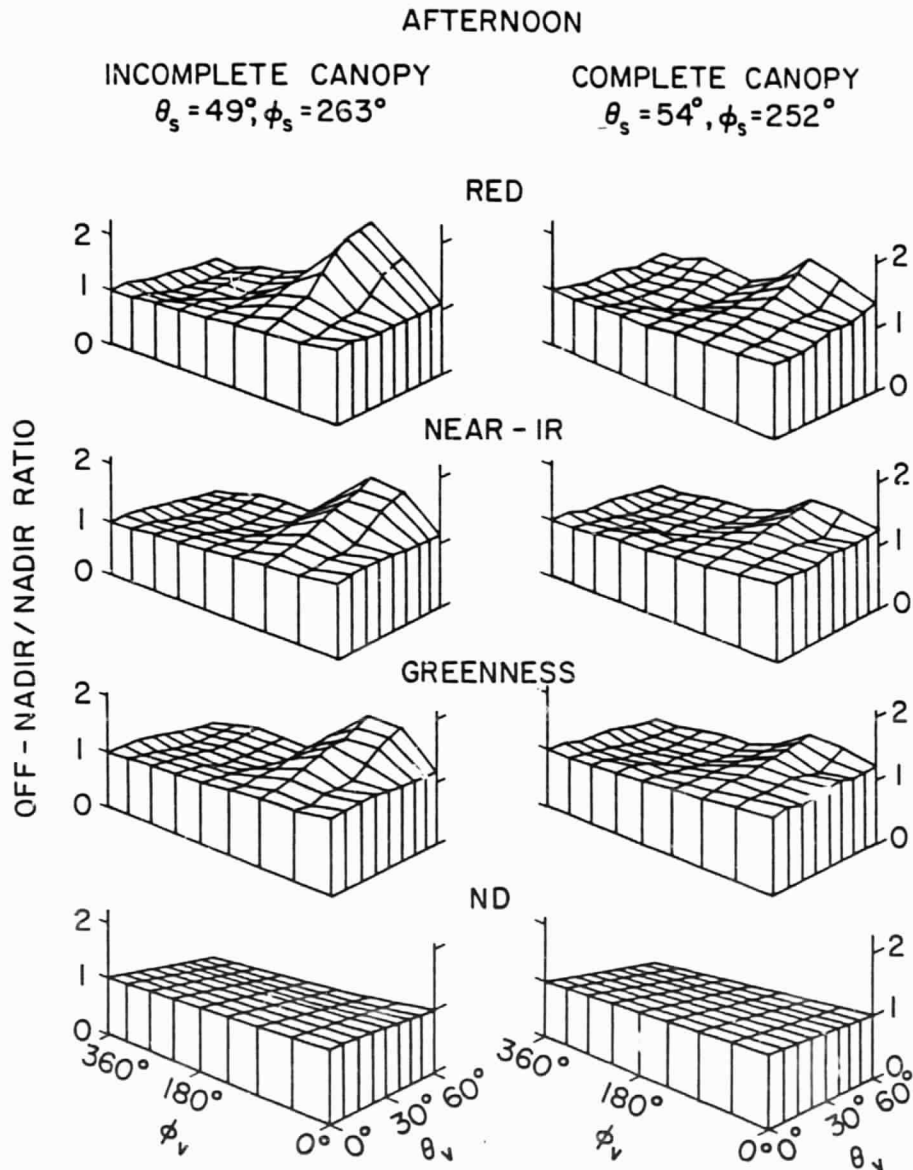 AFTERNOON
INCOMPLETE CANOPY
θs = 49°, ϕs = 263°
COMPLETE CANOPY
θs = 54°, ϕs = 252°
RED
2
1
0
2
1
0
NEAR - IR
2
1
0
2
1
0
OFF - NADIR / NADIR RATIO
GREENNESS
2
1
0
2
1
0
ND
2
1
0
2
1
0
360°
180°
0°
ϕv
0°
30°
60°
θv
360°
180°
0°
ϕv
0°
30°
60°
θv